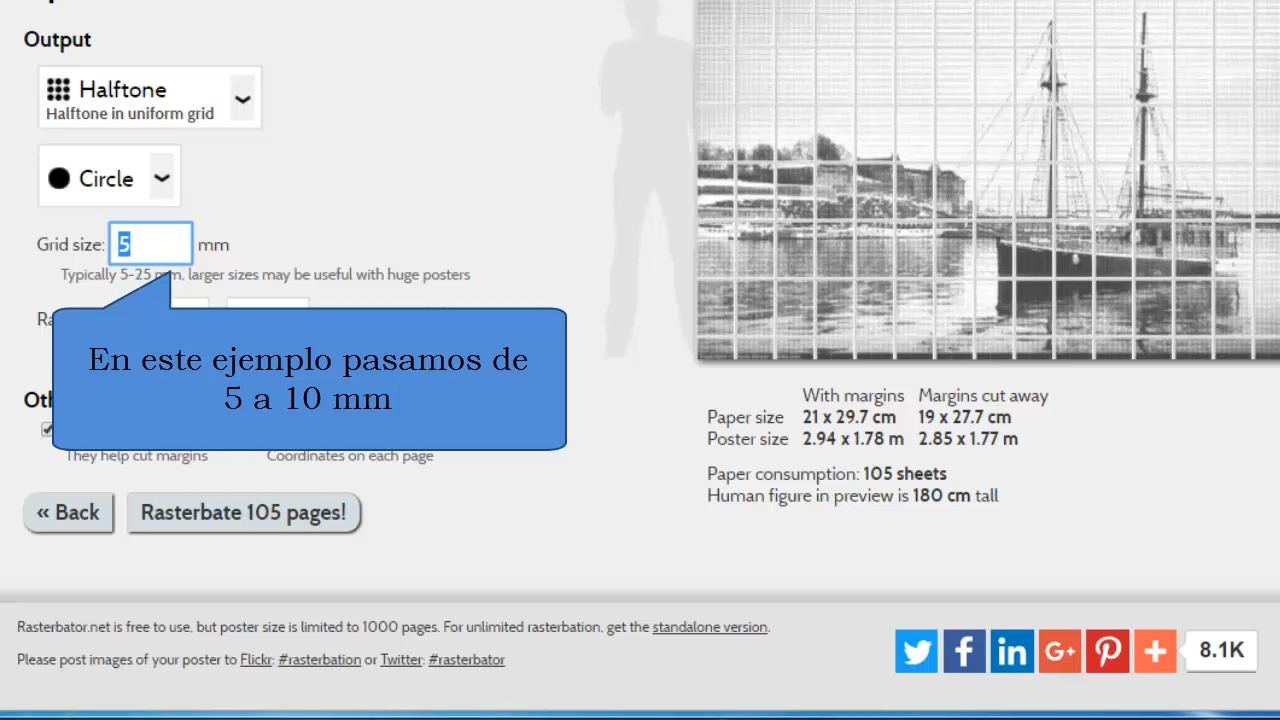 Output
Halftone
Halftone in uniform grid
Circle
Grid size: 5 mm
Typically 5-25 mm, larger sizes may be useful with huge posters
En este ejemplo pasamos de
5 a 10 mm
They help cut margins Coordinates on each page
« Back Rasterbate 105 pages!
With margins Margins cut away
Paper size 21 x 29.7 cm 19 x 27.7 cm
Poster size 2.94 x 1.78 m 2.85 x 1.77 m
Paper consumption: 105 sheets
Human figure in preview is 180 cm tall
Rasterbator.net is free to use, but poster size is limited to 1000 pages. For unlimited rasterbation, get the standalone version.
Please post images of your poster to Flickr: #rasterbation or Twitter: #rasterbator
8.1K